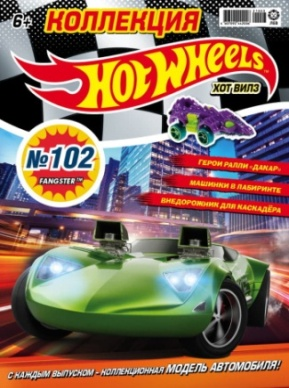 6+
КОЛЛЕКЦИЯ
HOT WHEELS
ХОТ ВИЛЗ
№102
FANGSTER™
ГЕРОИ РАЛЛИ «ДАКАР»
МАШИНКИ В ЛАБИРИНТЕ
ВНЕДОРОЖНИК ДЛЯ КАСКАДЁРА
С КАЖДЫМ ВЫПУСКОМ – КОЛЛЕКЦИОННАЯ МОДЕЛЬ АВТОМОБИЛЯ!